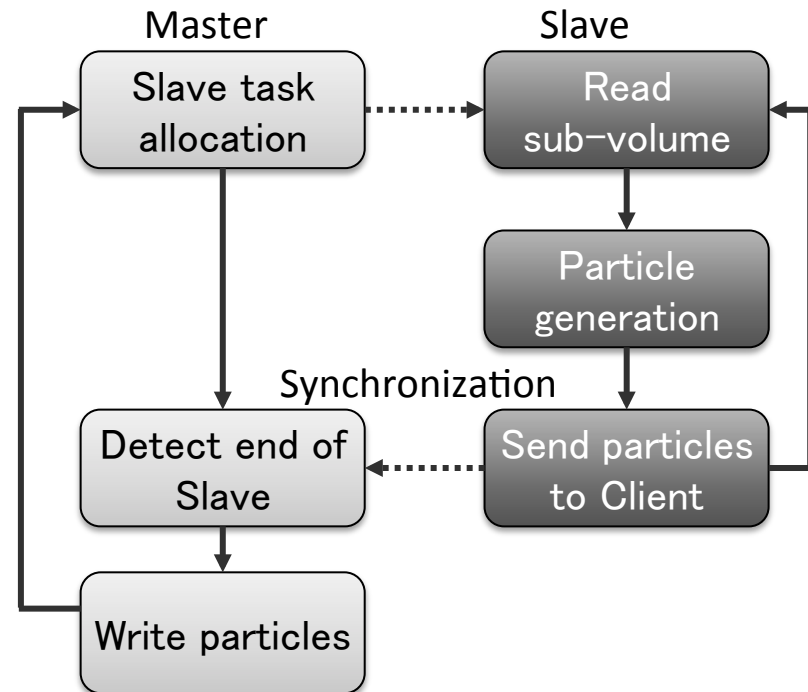 Master
Slave
Slave task
allocation
Read
sub-volume
Particle
generation
Synchronization
Detect end of
Slave
Send particles
to Client
Write particles